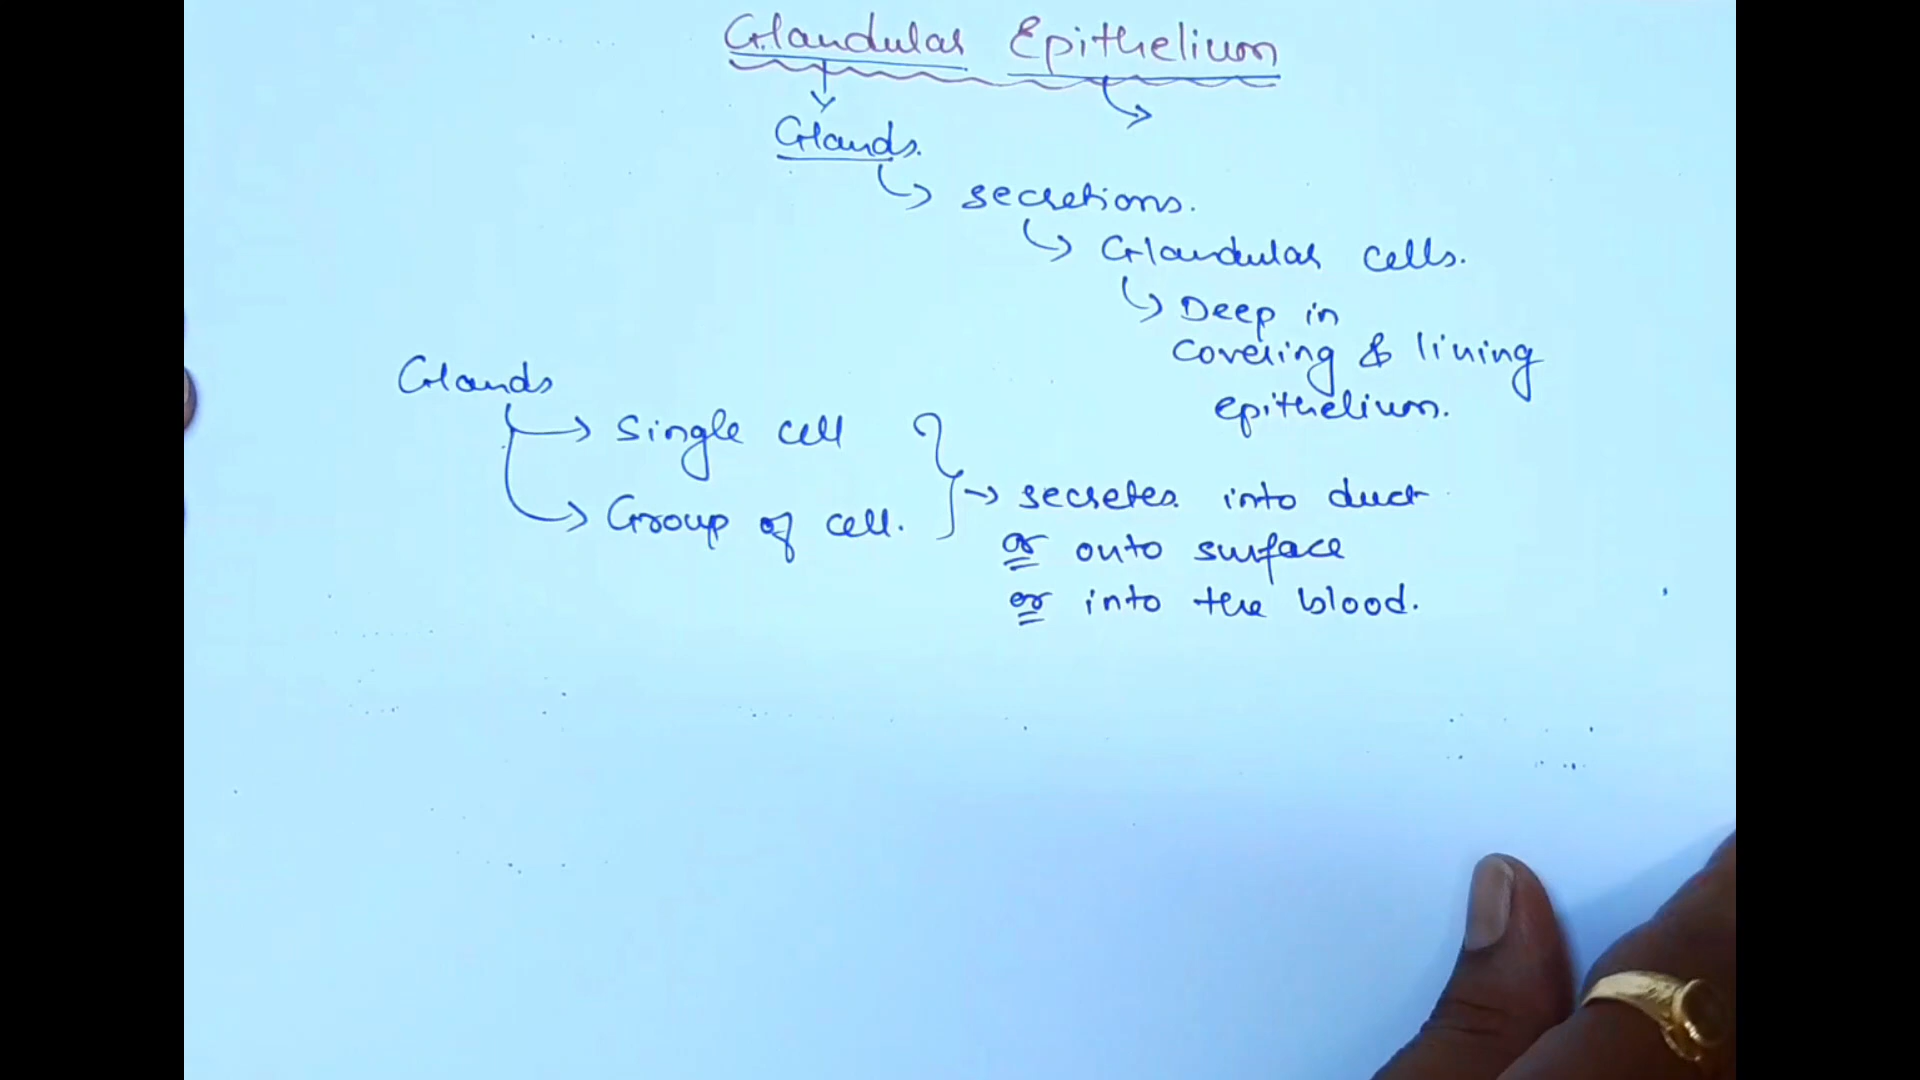 Glandular Epithelium
Glands.
secretions.
Glandular cells.
Deep in
covering & lining
epithelium.
Glands
single cell
Group of cell.
secretes into duct
or onto surface
or into the blood.